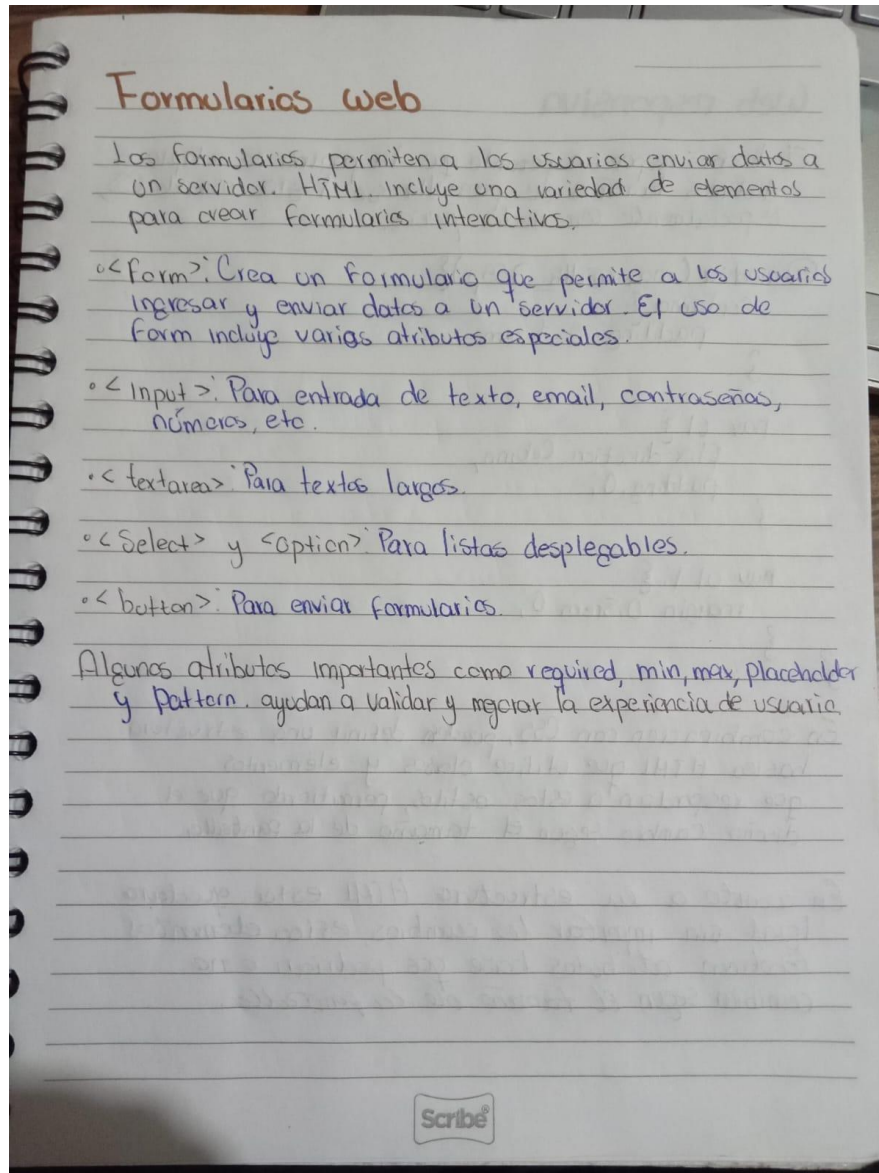 Formularios web
Los formularios permiten a los usuarios enviar datos a
un servidor. HTML incluye una variedad de elementos
para crear formularios interactivos.
•<form>: Crea un formulario que permite a los usuarios
ingresar y enviar datos a un servidor. El uso de
form incluye varios atributos especiales.
•<input>: Para entrada de texto, email, contraseñas,
números, etc.
•<textarea>: Para textos largos.
•<Select> y <option>: Para listas desplegables.
•<button>: Para enviar formularios.
Algunos atributos importantes como required, min, max, placeholder
y pattern. ayudan a validar y mejorar la experiencia de usuario.
Scribe®